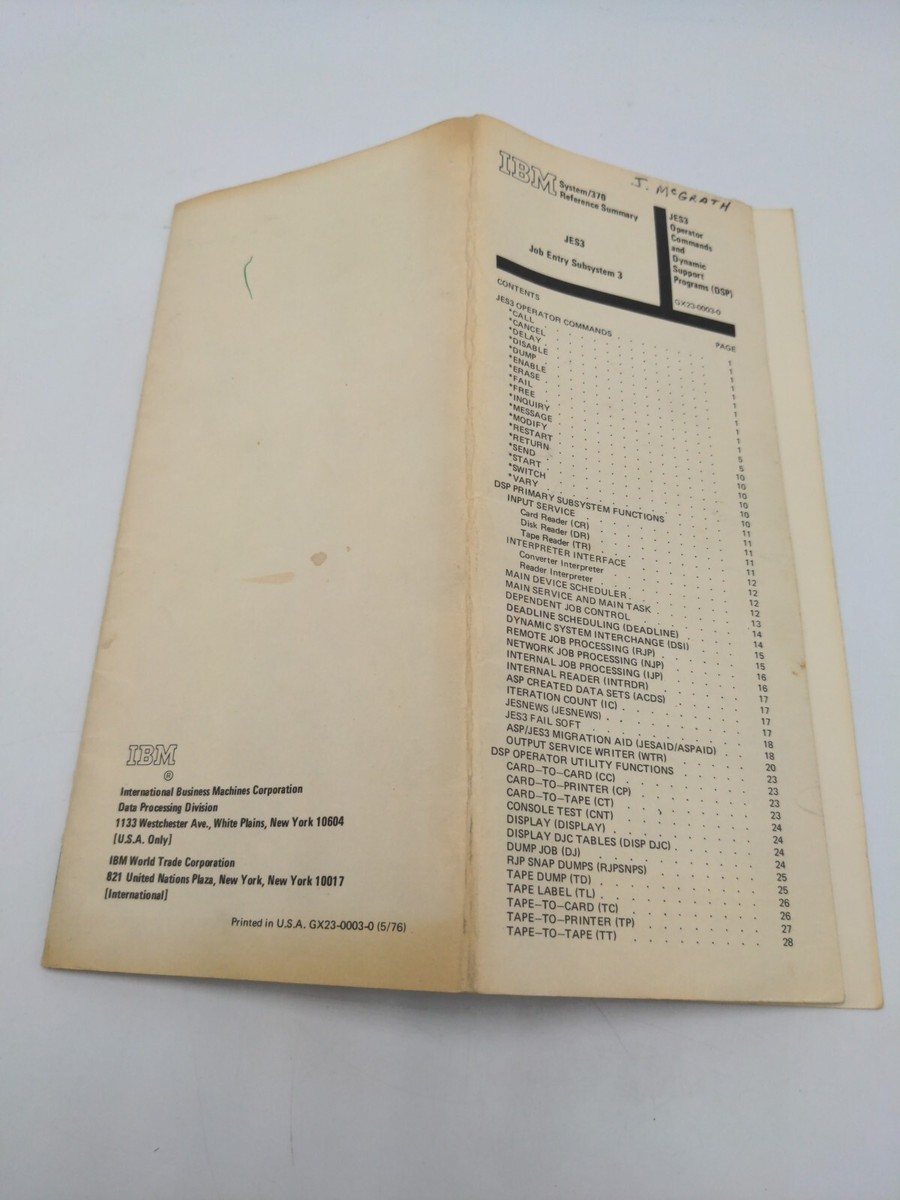 IBM
®
International Business Machines Corporation
Data Processing Division
1133 Westchester Ave., White Plains, New York 10604
[U.S.A. Only]
IBM World Trade Corporation
821 United Nations Plaza, New York, New York 10017
[International]
Printed in U.S.A. GX23-0003-0 (5/76)
J. McGRATH
IBM System/370
Reference Summary
JES3
Job Entry Subsystem 3
JES3
Operator
Commands
and
Dynamic
Support
Programs (DSP)
GX23-0003-0
CONTENTS
PAGE
JES3 OPERATOR COMMANDS
*CALL
*CANCEL
*DELAY
*DISABLE
*DUMP
*ENABLE
*ERASE
*FAIL
*FREE
*INQUIRY
*MESSAGE
*MODIFY
*RESTART
*RETURN
*SEND
*START
*SWITCH
*VARY
DSP PRIMARY SUBSYSTEM FUNCTIONS
INPUT SERVICE
Card Reader (CR)
Disk Reader (DR)
Tape Reader (TR)
INTERPRETER INTERFACE
Converter Interpreter
Reader Interpreter
MAIN DEVICE SCHEDULER
MAIN SERVICE AND MAIN TASK
DEPENDENT JOB CONTROL
DEADLINE SCHEDULING (DEADLINE)
DYNAMIC SYSTEM INTERCHANGE (DSI)
REMOTE JOB PROCESSING (RJP)
NETWORK JOB PROCESSING (NJP)
INTERNAL JOB PROCESSING (IJP)
INTERNAL READER (INTRDR)
ASP CREATED DATA SETS (ACDS)
ITERATION COUNT (IC)
JESNEWS (JESNEWS)
JES3 FAIL SOFT
ASP/JES3 MIGRATION AID (JESAID/ASPAID)
OUTPUT SERVICE WRITER (WTR)
DSP OPERATOR UTILITY FUNCTIONS
CARD-TO-CARD (CC)
CARD-TO-PRINTER (CP) 23
CARD-TO-TAPE (CT) 23
CONSOLE TEST (CNT)
DISPLAY (DISPLAY) 24
DISPLAY DJC TABLES (DISP DJC) 24
DUMP JOB (DJ) 24
RJP SNAP DUMPS (RJPSNPS) 25
TAPE DUMP (TD) 25
TAPE LABEL (TL) 26
TAPE-TO-CARD (TC) 26
TAPE-TO-PRINTER (TP) 27
TAPE-TO-TAPE (TT) 28